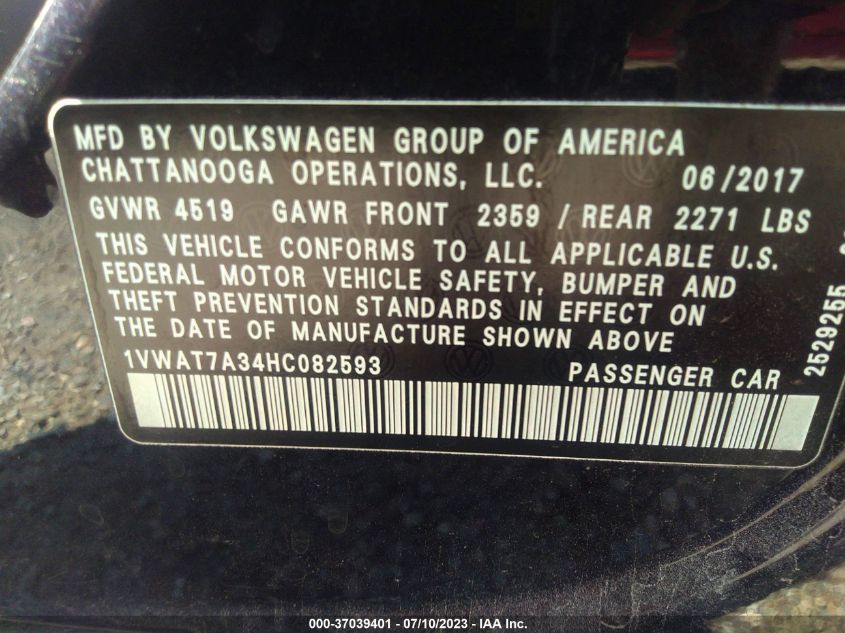 MFD BY VOLKSWAGEN GROUP OF AMERICA
CHATTANOOGA OPERATIONS, LLC. 06/2017
GVWR 4519 GAWR FRONT 2359 / REAR 2271 LBS
THIS VEHICLE CONFORMS TO ALL APPLICABLE U.S.
FEDERAL MOTOR VEHICLE SAFETY, BUMPER AND
THEFT PREVENTION STANDARDS IN EFFECT ON
THE DATE OF MANUFACTURE SHOWN ABOVE
1VWAT7A34HC082593 PASSENGER CAR
2529255
000-37039401 - 07/10/2023 - IAA Inc.